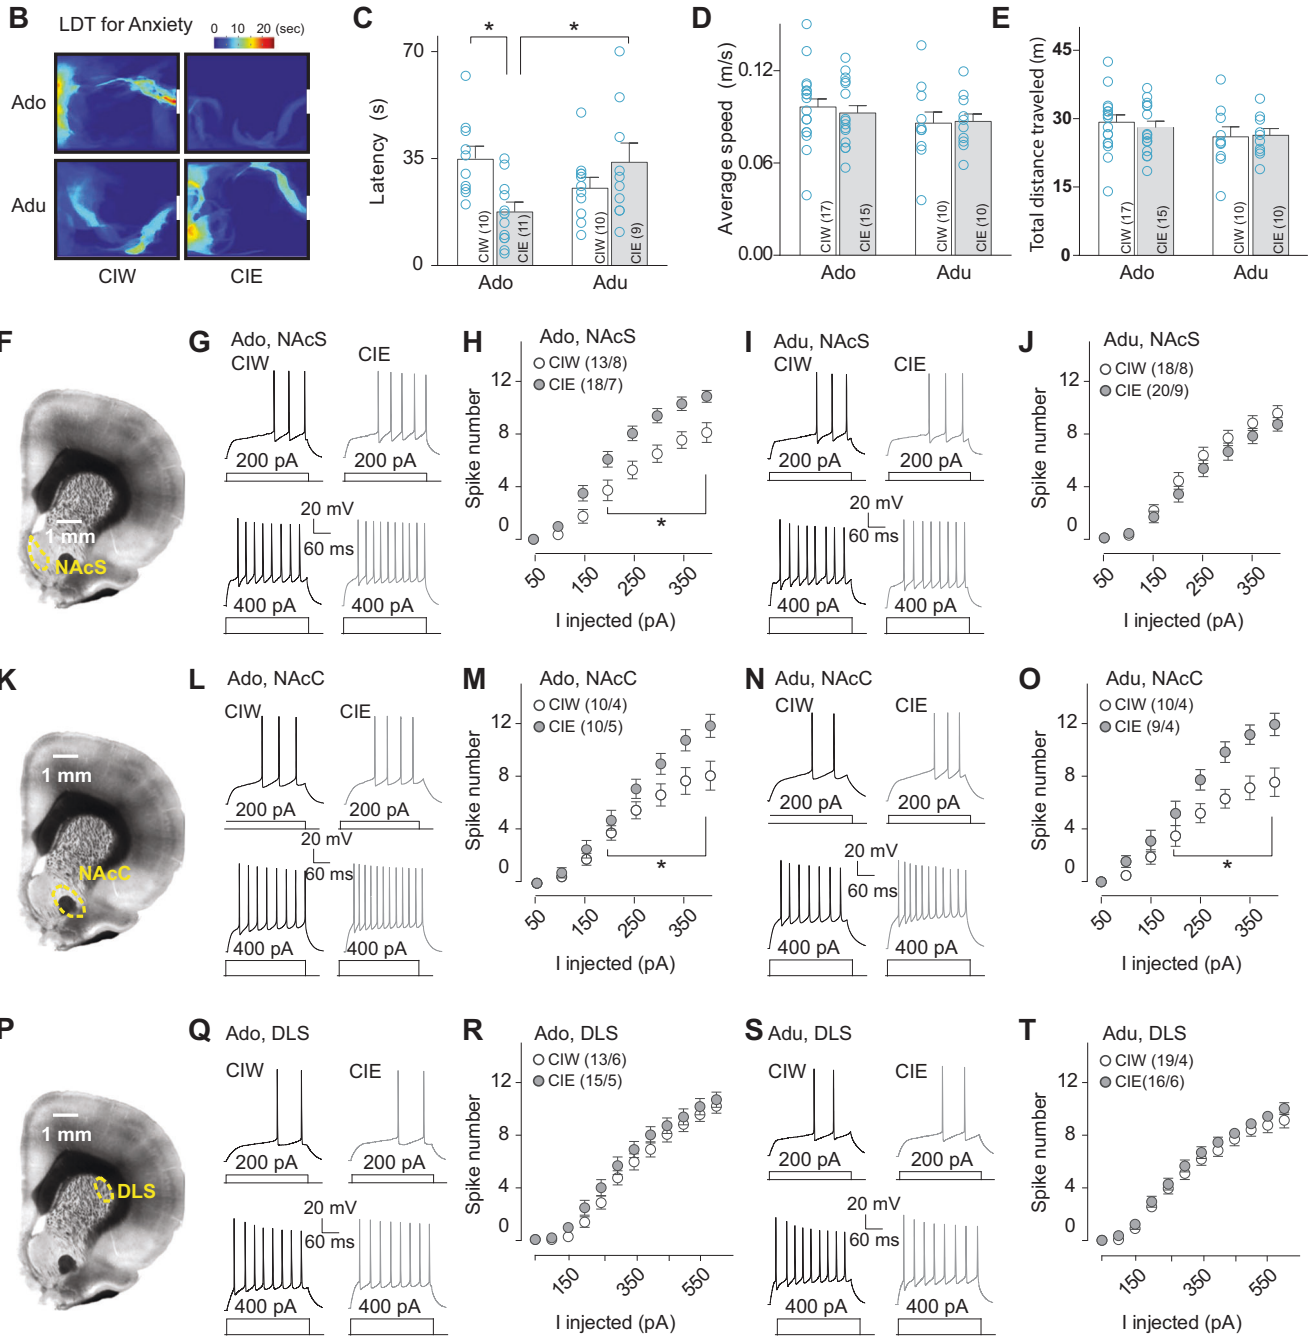 B
LDT for Anxiety
0 10 20 (sec)
Ado
Adu
CIW CIE
C
*
*
Latency (s)
70
35
0
CIW (10)
CIE (11)
CIW (10)
CIE (9)
Ado Adu
D
Average speed (m/s)
0.12
0.06
0.00
CIW (17)
CIE (15)
CIW (10)
CIE (10)
Ado Adu
E
Total distance traveled (m)
45
30
15
0
CIW (17)
CIE (15)
CIW (10)
CIE (10)
Ado Adu
F
1 mm
NAcS
G
Ado, NAcS
CIW CIE
200 pA 200 pA
20 mV
60 ms
400 pA 400 pA
H
Ado, NAcS
CIW (13/8)
CIE (18/7)
Spike number
12
8
4
0
*
50 150 250 350
I injected (pA)
I
Adu, NAcS
CIW CIE
200 pA 200 pA
20 mV
60 ms
400 pA 400 pA
J
Adu, NAcS
CIW (18/8)
CIE (20/9)
Spike number
12
8
4
0
50 150 250 350
I injected (pA)
K
1 mm
NAcC
L
Ado, NAcC
CIW CIE
200 pA 200 pA
20 mV
60 ms
400 pA 400 pA
M
Ado, NAcC
CIW (10/4)
CIE (10/5)
Spike number
12
8
4
0
*
50 150 250 350
I injected (pA)
N
Adu, NAcC
CIW CIE
200 pA 200 pA
20 mV
60 ms
400 pA 400 pA
O
Adu, NAcC
CIW (10/4)
CIE (9/4)
Spike number
12
8
4
0
*
50 150 250 350
I injected (pA)
P
1 mm
DLS
Q
Ado, DLS
CIW CIE
200 pA 200 pA
20 mV
60 ms
400 pA 400 pA
R
Ado, DLS
CIW (13/6)
CIE (15/5)
Spike number
12
8
4
0
150 350 550
I injected (pA)
S
Adu, DLS
CIW CIE
200 pA 200 pA
20 mV
60 ms
400 pA 400 pA
T
Adu, DLS
CIW (19/4)
CIE(16/6)
Spike number
12
8
4
0
150 350 550
I injected (pA)